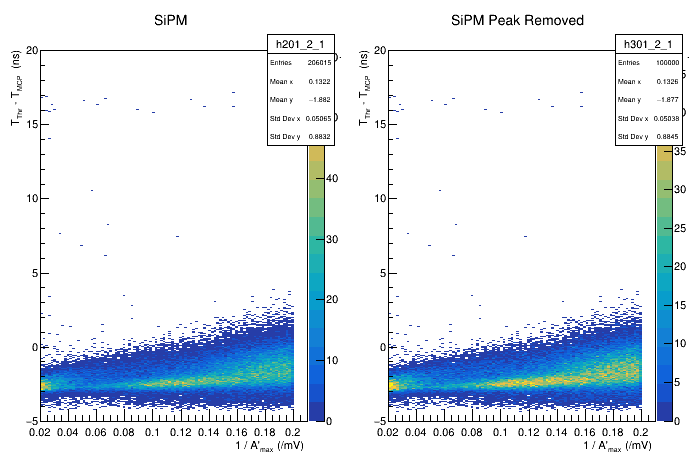 SiPM
h201_2_1
Entries 206015
Mean x 0.1322
Mean y −1.882
Std Dev x 0.05065
Std Dev y 0.8832
T_Thr - T_MCP (ns)
20
15
10
5
0
−5
0.02 0.04 0.06 0.08 0.1 0.12 0.14 0.16 0.18 0.2
1 / A'_max (/mV)
40
30
20
10
0
SiPM Peak Removed
h301_2_1
Entries 100000
Mean x 0.1326
Mean y −1.877
Std Dev x 0.05038
Std Dev y 0.8845
T_Thr - T_MCP (ns)
20
15
10
5
0
−5
0.02 0.04 0.06 0.08 0.1 0.12 0.14 0.16 0.18 0.2
1 / A'_max (/mV)
35
30
25
20
15
10
5
0